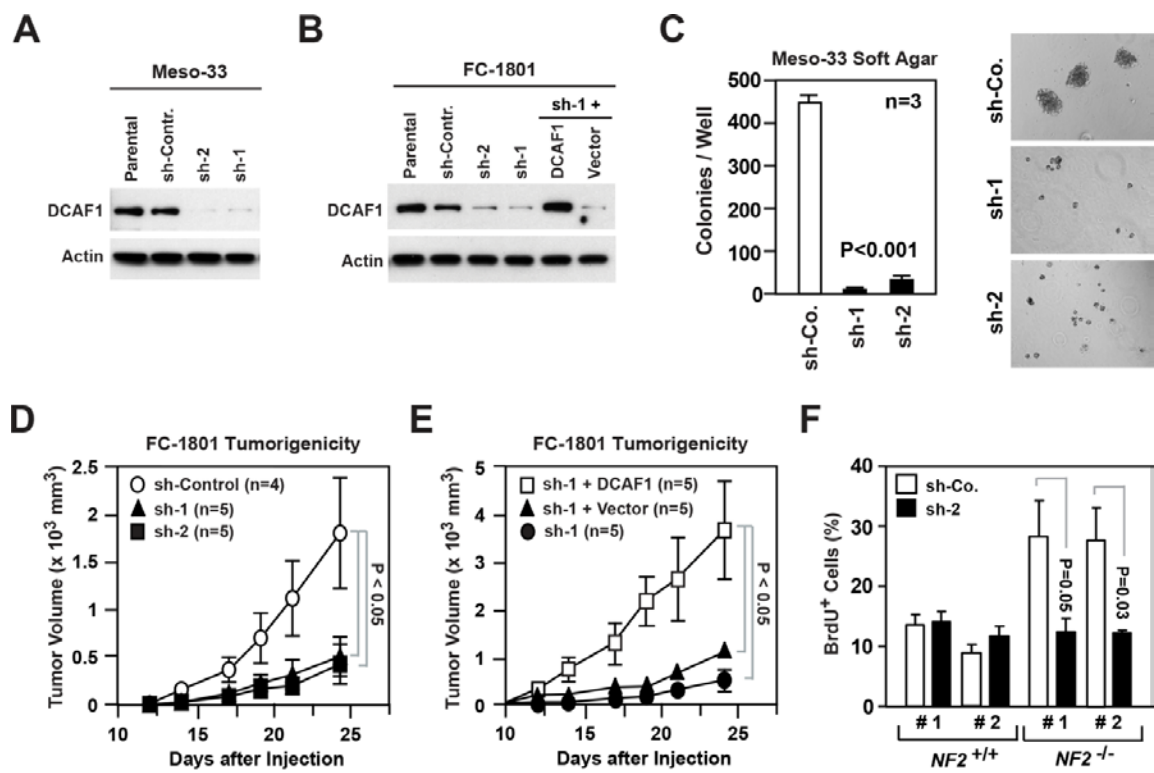 A
Meso-33
Parental
sh-Contr.
sh-2
sh-1
DCAF1
Actin
B
FC-1801
sh-1 +
Parental
sh-Contr.
sh-2
sh-1
DCAF1
Vector
DCAF1
Actin
C
Meso-33 Soft Agar
Colonies / Well
500
400
300
200
100
0
n=3
P<0.001
sh-Co.
sh-1
sh-2
sh-Co.
sh-1
sh-2
D
FC-1801 Tumorigenicity
Tumor Volume (x 10³ mm³)
2.5
2
1.5
1
0.5
0
sh-Control (n=4)
sh-1 (n=5)
sh-2 (n=5)
P < 0.05
10 15 20 25
Days after Injection
E
FC-1801 Tumorigenicity
Tumor Volume (x 10³ mm³)
5
4
3
2
1
0
sh-1 + DCAF1 (n=5)
sh-1 + Vector (n=5)
sh-1 (n=5)
P < 0.05
10 15 20 25
Days after Injection
F
BrdU⁺ Cells (%)
40
30
20
10
0
sh-Co.
sh-2
P=0.05
P=0.03
# 1 # 2 # 1 # 2
NF2 +/+ NF2 -/-